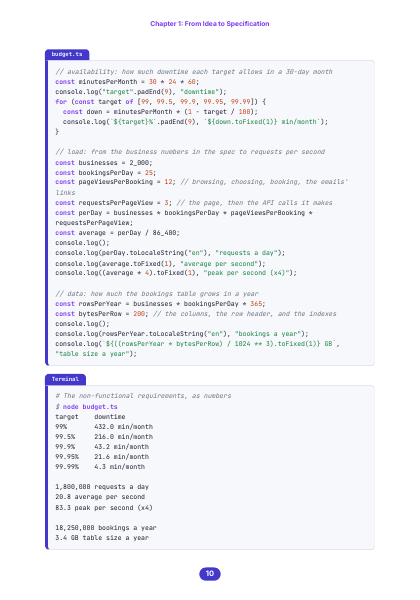 Chapter 1: From Idea to Specification
budget.ts
// availability: how much downtime each target allows in a 30-day month
const minutesPerMonth = 30 * 24 * 60;
console.log("target".padEnd(9), "downtime");
for (const target of [99, 99.5, 99.9, 99.95, 99.99]) {
  const down = minutesPerMonth * (1 - target / 100);
  console.log(`${target}%`.padEnd(9), `${down.toFixed(1)} min/month`);
}
// load: from the business numbers in the spec to requests per second
const businesses = 2_000;
const bookingsPerDay = 25;
const pageViewsPerBooking = 12; // browsing, choosing, booking, the emails'
links
const requestsPerPageView = 3; // the page, then the API calls it makes
const perDay = businesses * bookingsPerDay * pageViewsPerBooking *
requestsPerPageView;
const average = perDay / 86_400;
console.log();
console.log(perDay.toLocaleString("en"), "requests a day");
console.log(average.toFixed(1), "average per second");
console.log((average * 4).toFixed(1), "peak per second (x4)");
// data: how much the bookings table grows in a year
const rowsPerYear = businesses * bookingsPerDay * 365;
const bytesPerRow = 200; // the columns, the row header, and the indexes
console.log();
console.log(rowsPerYear.toLocaleString("en"), "bookings a year");
console.log(`${((rowsPerYear * bytesPerRow) / 1024 ** 3).toFixed(1)} GB`,
"table size a year");
Terminal
# The non-functional requirements, as numbers
$ node budget.ts
target    downtime
99%       432.0 min/month
99.5%     216.0 min/month
99.9%     43.2 min/month
99.95%    21.6 min/month
99.99%    4.3 min/month
1,800,000 requests a day
20.8 average per second
83.3 peak per second (x4)
18,250,000 bookings a year
3.4 GB table size a year
10